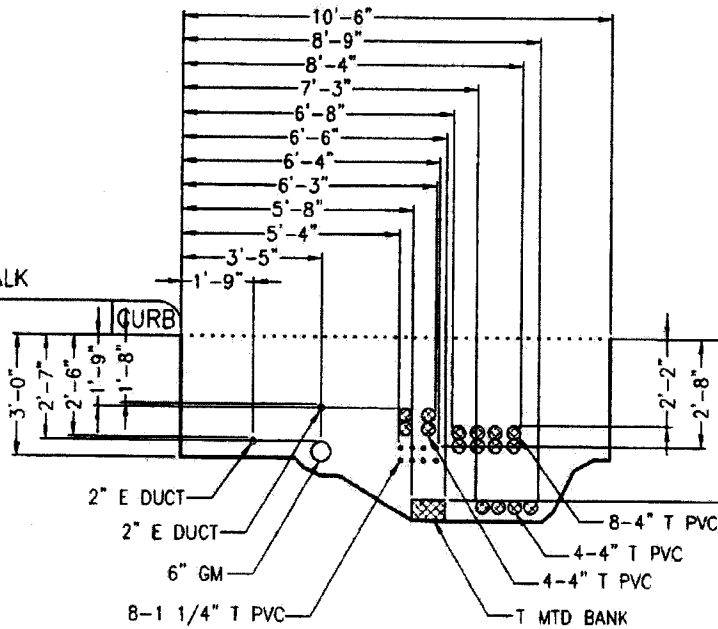 10'-6"
8'-9"
8'-4"
7'-3"
6'-8"
6'-6"
6'-4"
6'-3"
5'-8"
5'-4"
3'-5"
1'-9"
ALK
CURB
3'-0"
2'-7"
2'-6"
1'-9"
1'-8"
2'-2"
2'-8"
2" E DUCT
2" E DUCT
6" GM
8-1 1/4" T PVC
8-4" T PVC
4-4" T PVC
4-4" T PVC
T MTD BANK